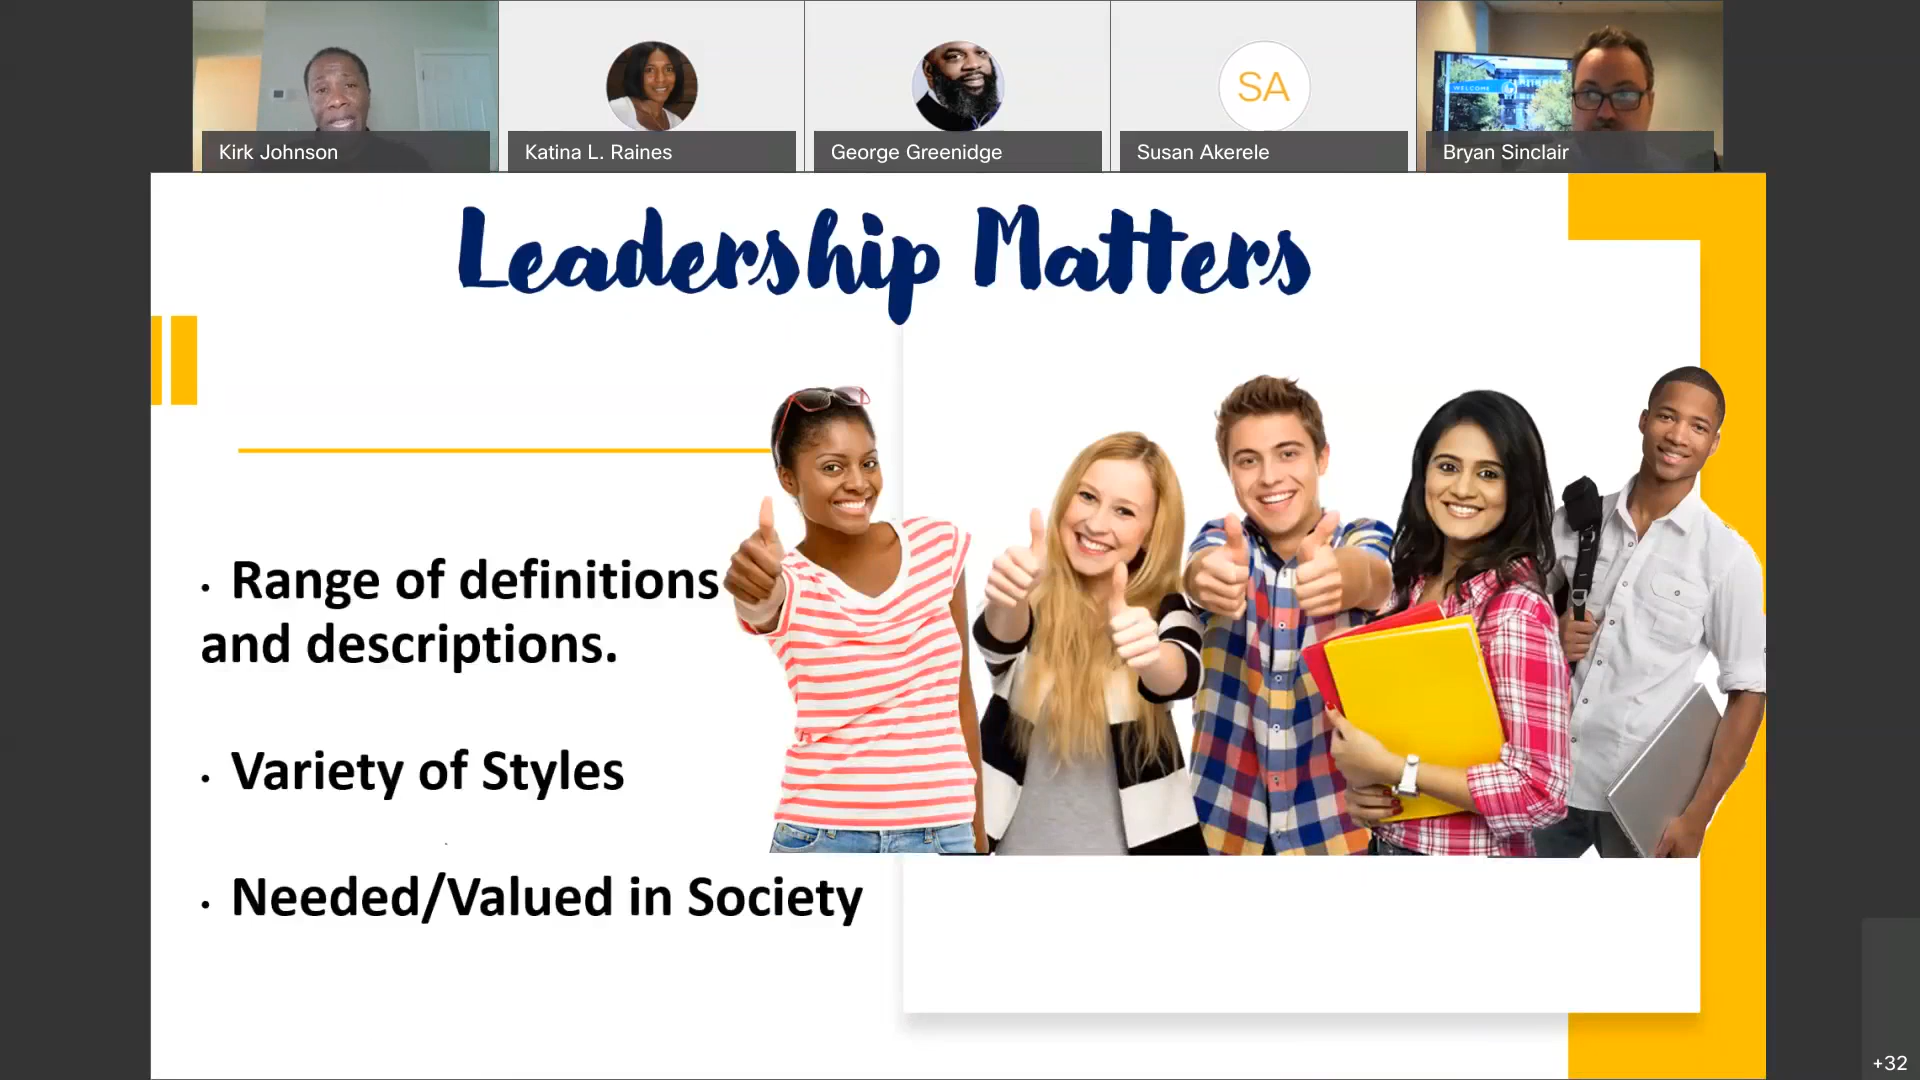 Kirk Johnson
Katina L. Raines
George Greenidge
SA
Susan Akerele
WELCOME
Bryan Sinclair
Leadership Matters
· Range of definitions
and descriptions.
· Variety of Styles
· Needed/Valued in Society
+32